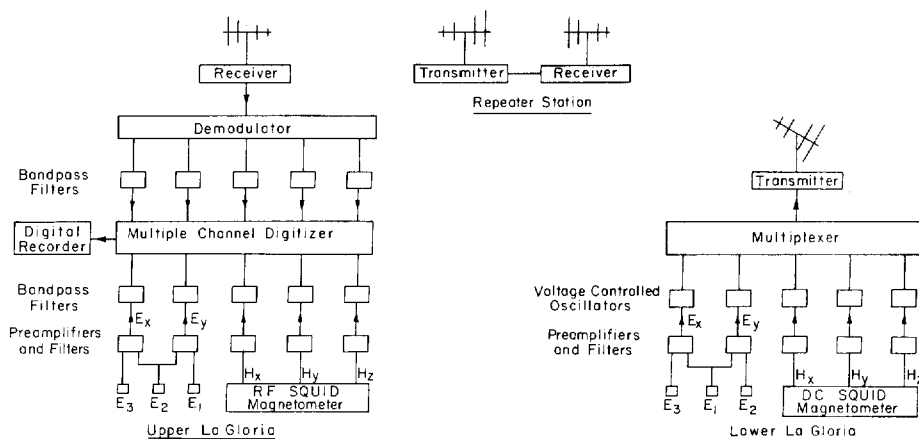 Receiver
Demodulator
Bandpass
Filters
Digital
Recorder
Multiple Channel Digitizer
Bandpass
Filters
Ex
Ey
Preamplifiers
and Filters
Hx
Hy
Hz
E3
E2
E1
RF SQUID
Magnetometer
Upper La Gloria
Transmitter
Receiver
Repeater Station
Transmitter
Multiplexer
Voltage Controlled
Oscillators
Ex
Ey
Preamplifiers
and Filters
Hx
Hy
E3
E1
E2
DC SQUID
Magnetometer
Lower La Gloria